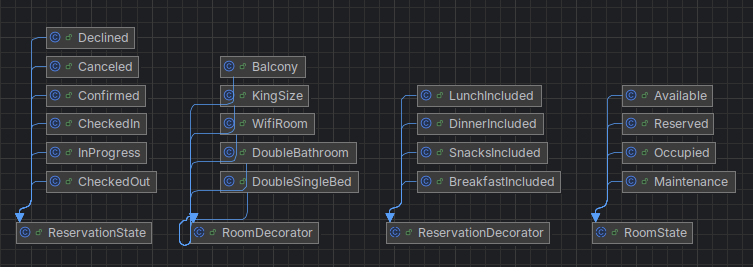 Declined
Canceled
Confirmed
CheckedIn
InProgress
CheckedOut
ReservationState
Balcony
KingSize
WifiRoom
DoubleBathroom
DoubleSingleBed
RoomDecorator
LunchIncluded
DinnerIncluded
SnacksIncluded
BreakfastIncluded
ReservationDecorator
Available
Reserved
Occupied
Maintenance
RoomState